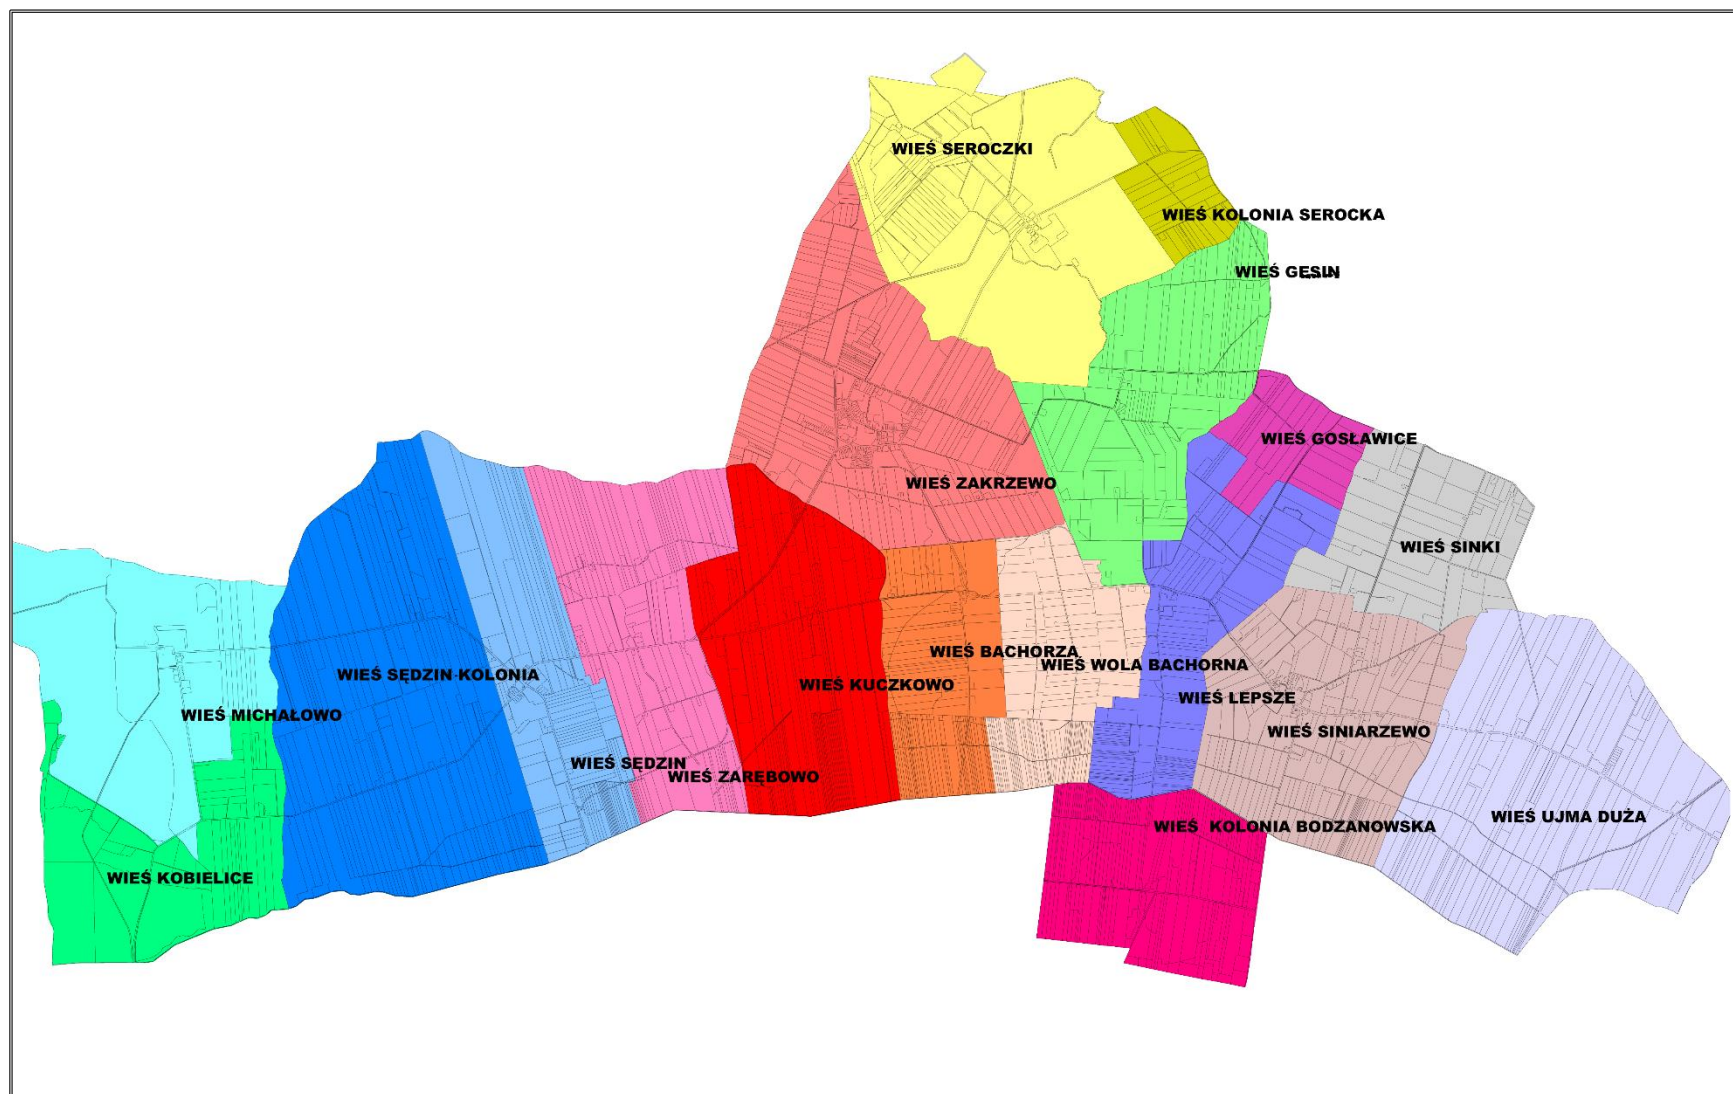 WIEŚ SEROCZKI
WIEŚ KOLONIA SEROCKA
WIEŚ GĘSIN
WIEŚ GOSŁAWICE
WIEŚ ZAKRZEWO
WIEŚ SINKI
WIEŚ BACHORZA
WIEŚ WOLA BACHORNA
WIEŚ SĘDZIN-KOLONIA
WIEŚ KUCZKOWO
WIEŚ LEPSZE
WIEŚ MICHAŁOWO
WIEŚ SINIARZEWO
WIEŚ SĘDZIN
WIEŚ ZARĘBOWO
WIEŚ UJMA DUŻA
WIEŚ KOLONIA BODZANOWSKA
WIEŚ KOBIELICE